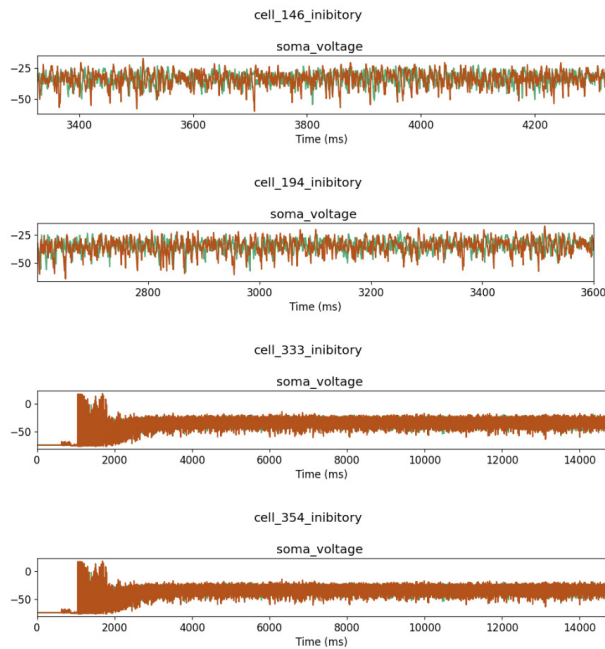 cell_146_inibitory
soma_voltage
−25
−50
3400 3600 3800 4000 4200
Time (ms)
cell_194_inibitory
soma_voltage
−25
−50
2800 3000 3200 3400 3600
Time (ms)
cell_333_inibitory
soma_voltage
0
−50
0 2000 4000 6000 8000 10000 12000 14000
Time (ms)
cell_354_inibitory
soma_voltage
0
−50
0 2000 4000 6000 8000 10000 12000 14000
Time (ms)